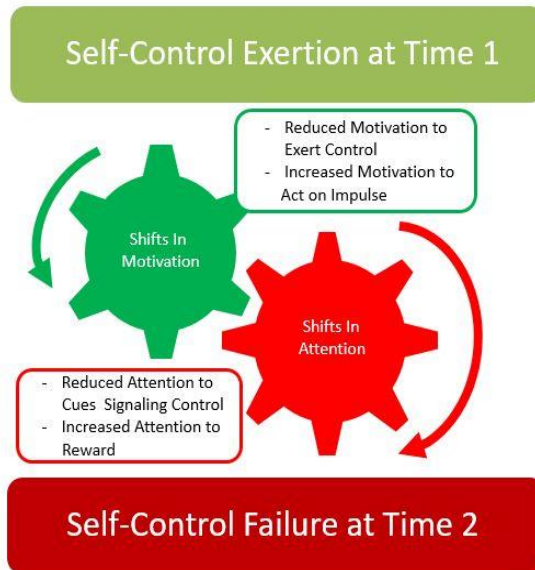 Self-Control Exertion at Time 1
- Reduced Motivation to
Exert Control
- Increased Motivation to
Act on Impulse
Shifts In
Motivation
Shifts In
Attention
- Reduced Attention to
Cues Signaling Control
- Increased Attention to
Reward
Self-Control Failure at Time 2